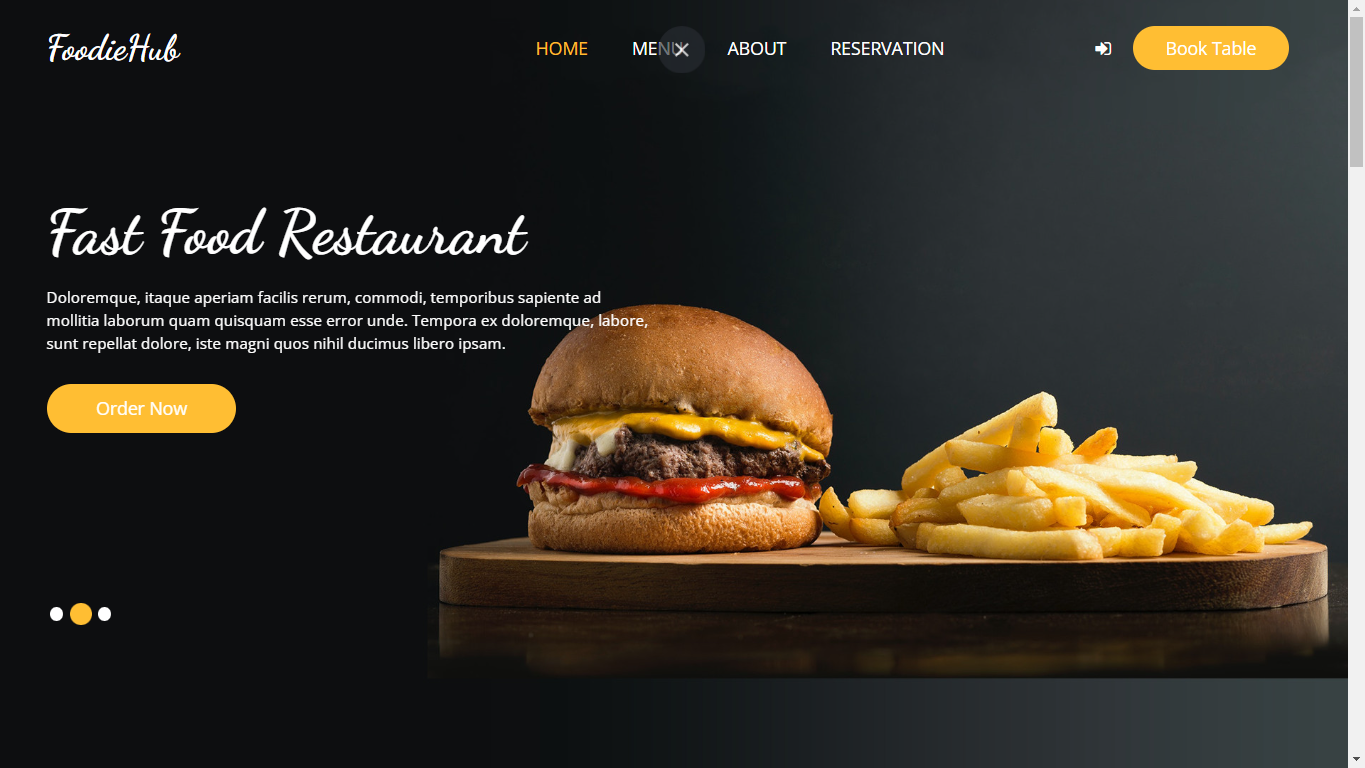 FoodieHub
HOME MENU ABOUT RESERVATION Book Table
Fast Food Restaurant
Doloremque, itaque aperiam facilis rerum, commodi, temporibus sapiente ad
mollitia laborum quam quisquam esse error unde. Tempora ex doloremque, labore,
sunt repellat dolore, iste magni quos nihil ducimus libero ipsam.
Order Now